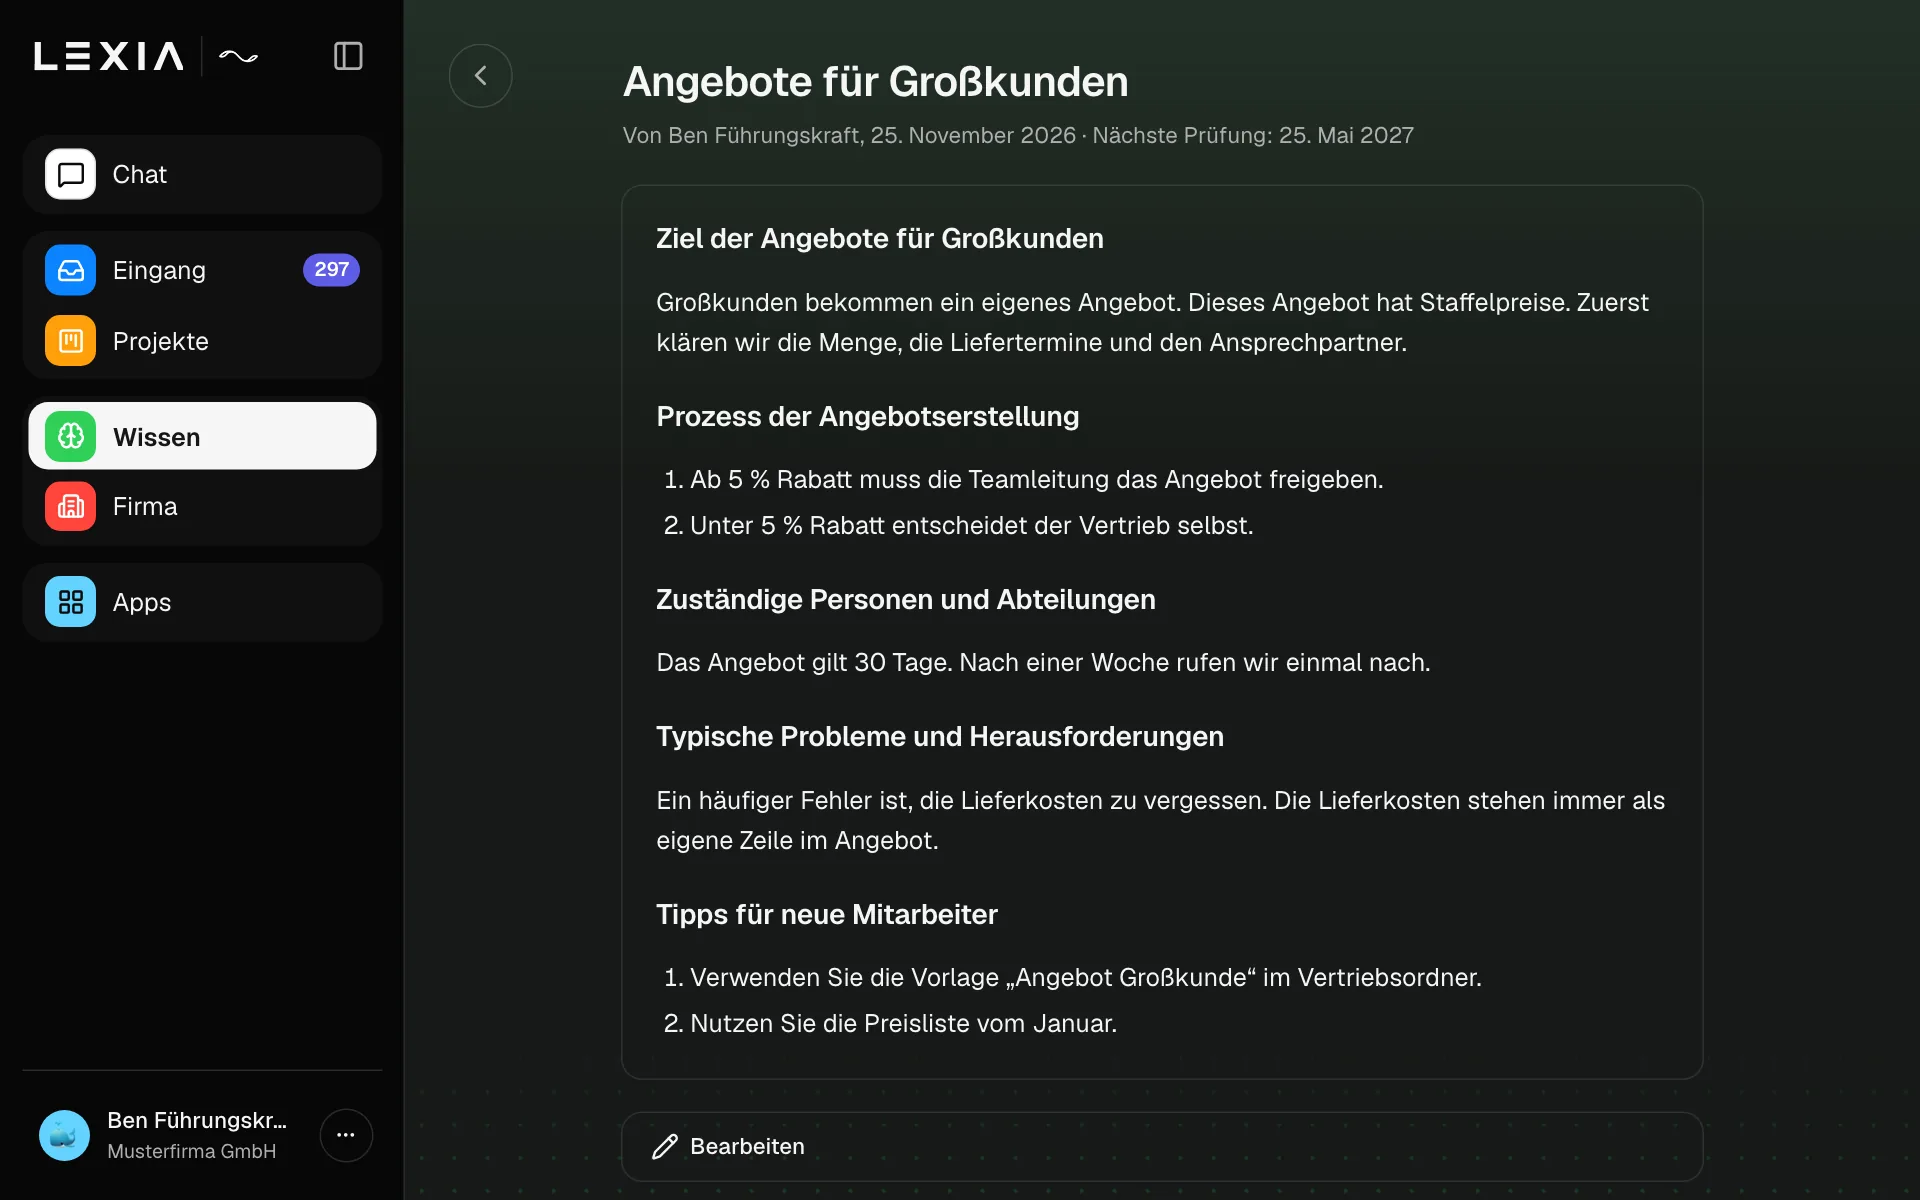 LEXIA
Chat
Eingang
297
Projekte
Wissen
Firma
Apps
Ben Führungskr...
Musterfirma GmbH
Angebote für Großkunden
Von Ben Führungskraft, 25. November 2026 · Nächste Prüfung: 25. Mai 2027
Ziel der Angebote für Großkunden
Großkunden bekommen ein eigenes Angebot. Dieses Angebot hat Staffelpreise. Zuerst
klären wir die Menge, die Liefertermine und den Ansprechpartner.
Prozess der Angebotserstellung
1. Ab 5 % Rabatt muss die Teamleitung das Angebot freigeben.
2. Unter 5 % Rabatt entscheidet der Vertrieb selbst.
Zuständige Personen und Abteilungen
Das Angebot gilt 30 Tage. Nach einer Woche rufen wir einmal nach.
Typische Probleme und Herausforderungen
Ein häufiger Fehler ist, die Lieferkosten zu vergessen. Die Lieferkosten stehen immer als
eigene Zeile im Angebot.
Tipps für neue Mitarbeiter
1. Verwenden Sie die Vorlage „Angebot Großkunde“ im Vertriebsordner.
2. Nutzen Sie die Preisliste vom Januar.
Bearbeiten